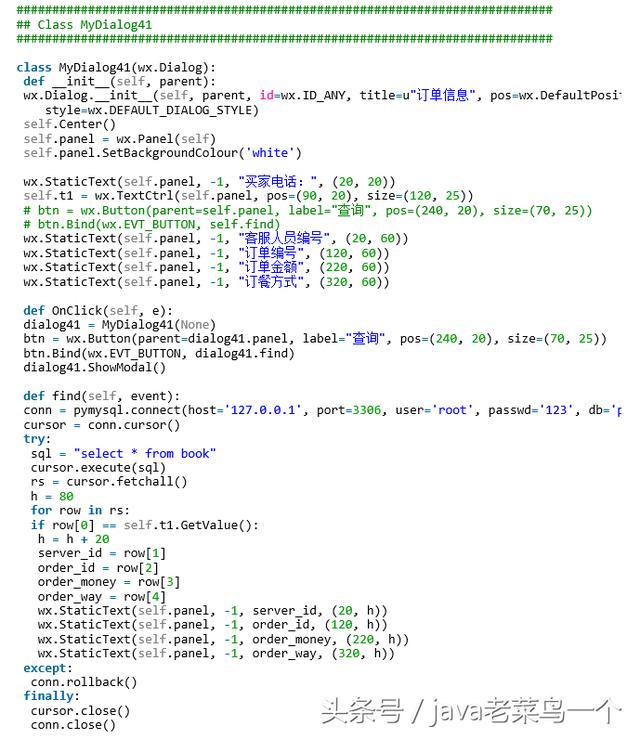 ###########################################################################
## Class MyDialog41
###########################################################################
class MyDialog41(wx.Dialog):
def __init__(self, parent):
wx.Dialog.__init__(self, parent, id=wx.ID_ANY, title=u"订单信息", pos=wx.DefaultPosit
style=wx.DEFAULT_DIALOG_STYLE)
self.Center()
self.panel = wx.Panel(self)
self.panel.SetBackgroundColour('white')
wx.StaticText(self.panel, -1, "买家电话:", (20, 20))
self.t1 = wx.TextCtrl(self.panel, pos=(90, 20), size=(120, 25))
# btn = wx.Button(parent=self.panel, label="查询", pos=(240, 20), size=(70, 25))
# btn.Bind(wx.EVT_BUTTON, self.find)
wx.StaticText(self.panel, -1, "客服人员编号", (20, 60))
wx.StaticText(self.panel, -1, "订单编号", (120, 60))
wx.StaticText(self.panel, -1, "订单金额", (220, 60))
wx.StaticText(self.panel, -1, "订餐方式", (320, 60))
def OnClick(self, e):
dialog41 = MyDialog41(None)
btn = wx.Button(parent=dialog41.panel, label="查询", pos=(240, 20), size=(70, 25))
btn.Bind(wx.EVT_BUTTON, dialog41.find)
dialog41.ShowModal()
def find(self, event):
conn = pymysql.connect(host='127.0.0.1', port=3306, user='root', passwd='123', db='p
cursor = conn.cursor()
try:
sql = "select * from book"
cursor.execute(sql)
rs = cursor.fetchall()
h = 80
for row in rs:
if row[0] == self.t1.GetValue():
h = h + 20
server_id = row[1]
order_id = row[2]
order_money = row[3]
order_way = row[4]
wx.StaticText(self.panel, -1, server_id, (20, h))
wx.StaticText(self.panel, -1, order_id, (120, h))
wx.StaticText(self.panel, -1, order_money, (220, h))
wx.StaticText(self.panel, -1, order_way, (320, h))
except:
conn.rollback()
finally:
cursor.close()
conn.close()
头条号 / java老菜鸟一个